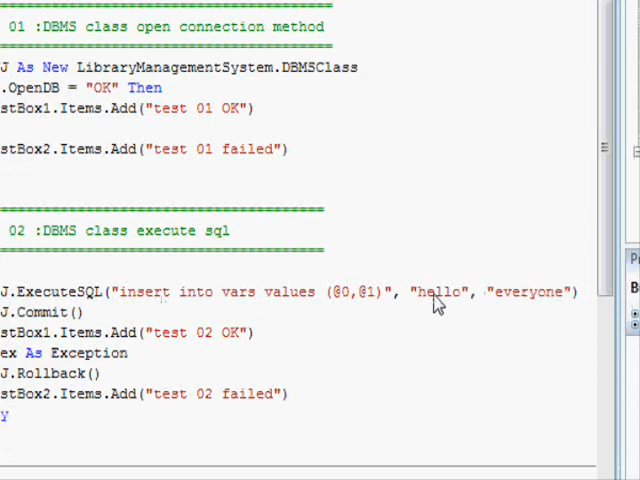 ================================================
01 :DBMS class open connection method
================================================
J As New LibraryManagementSystem.DBMSClass
.OpenDB = "OK" Then
stBox1.Items.Add("test 01 OK")
stBox2.Items.Add("test 01 failed")
================================================
02 :DBMS class execute sql
================================================
J.ExecuteSQL("insert into vars values (@0,@1)", "hello", "everyone")
J.Commit()
stBox1.Items.Add("test 02 OK")
ex As Exception
J.Rollback()
stBox2.Items.Add("test 02 failed")
y